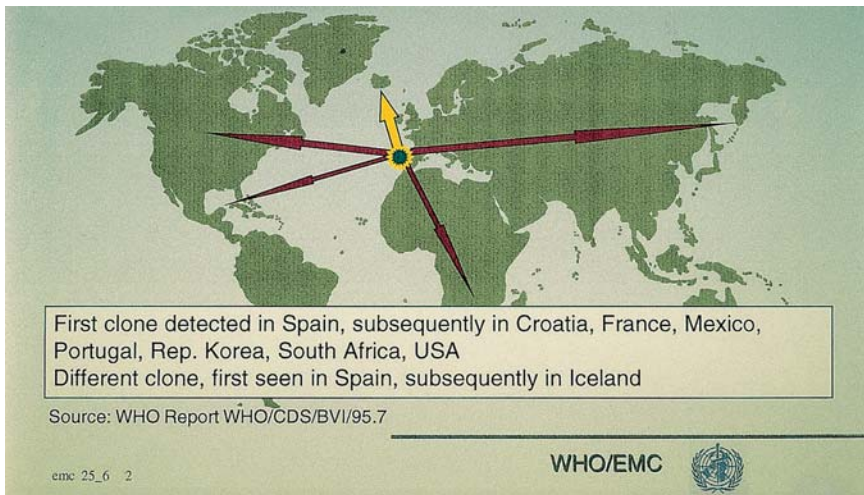 First clone detected in Spain, subsequently in Croatia, France, Mexico,
Portugal, Rep. Korea, South Africa, USA
Different clone, first seen in Spain, subsequently in Iceland
Source: WHO Report WHO/CDS/BVI/95.7
WHO/EMC
emc 25_6 2